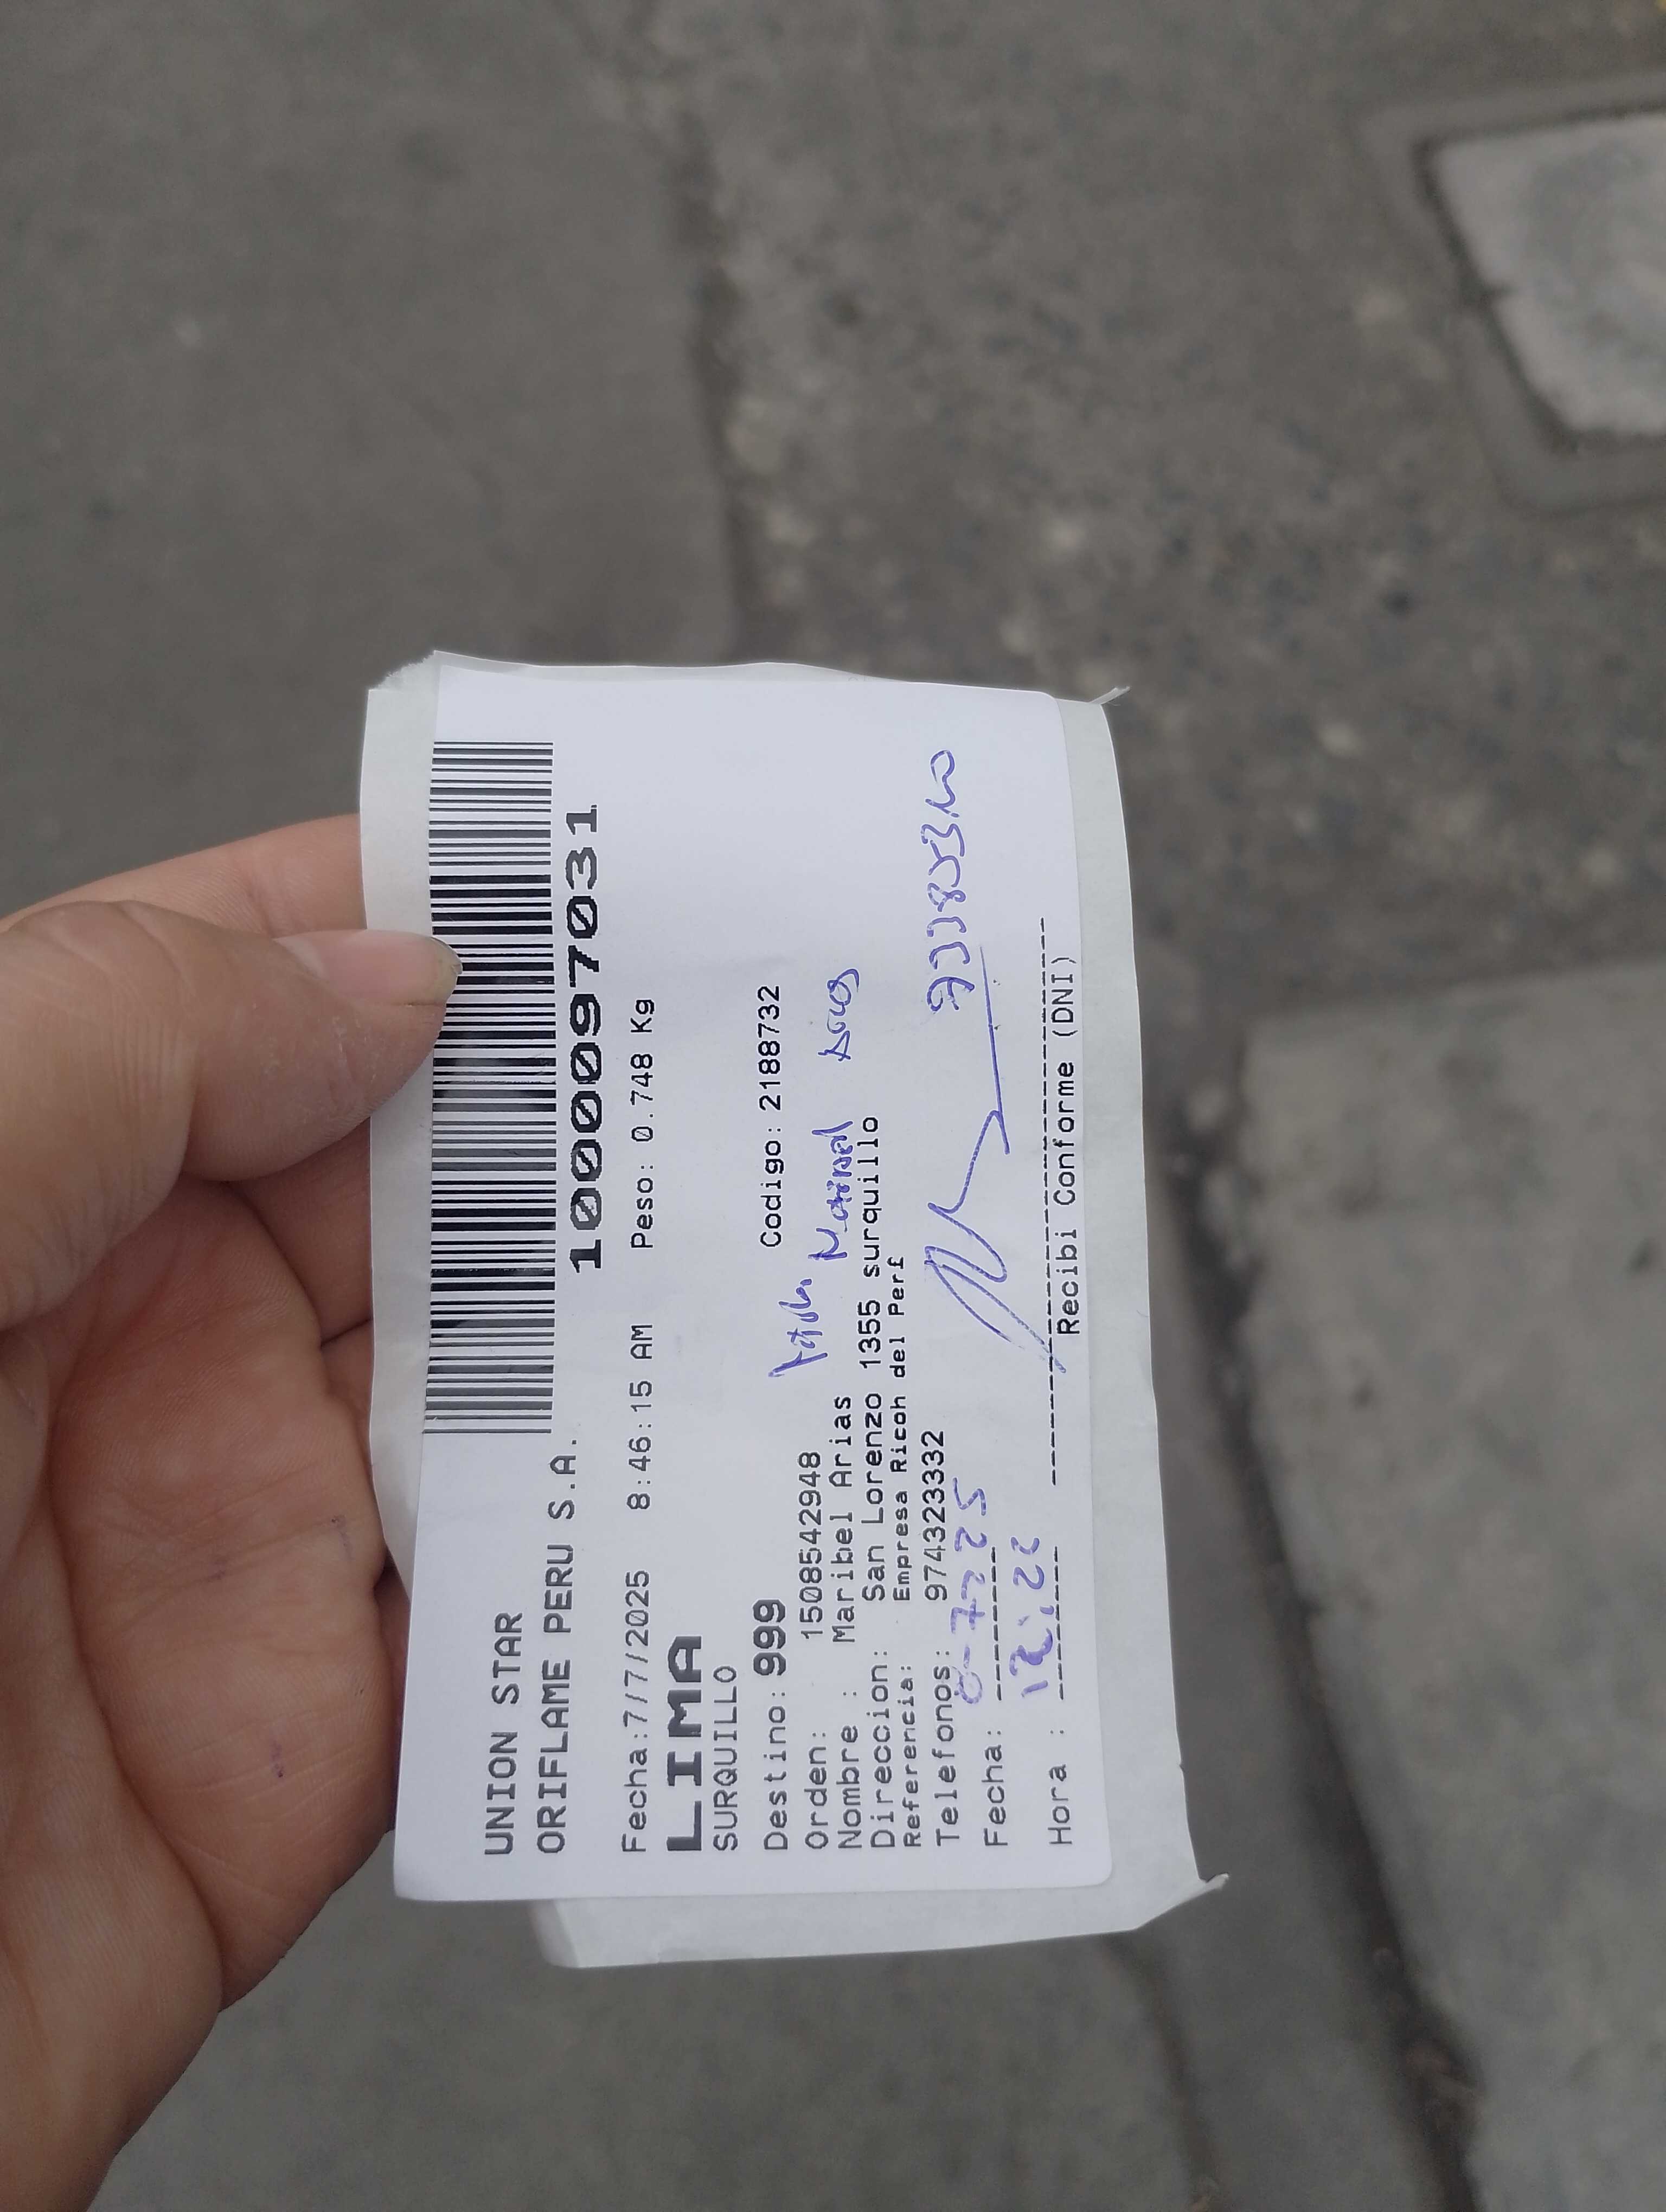 UNION STAR
ORIFLAME PERU S.A.
1000097031
Fecha:7/7/2025 8:46:15 AM Peso: 0.748 Kg
LIMA
SURQUILLO
Destino: 999 Codigo: 2188732
Orden: 1508542948
Nombre : Maribel Arias
Direccion: San Lorenzo 1355 surquillo
Referencia: Empresa Ricoh del Perf
Telefonos: 974323332
Fecha:
Hora :
Recibi Conforme (DNI)